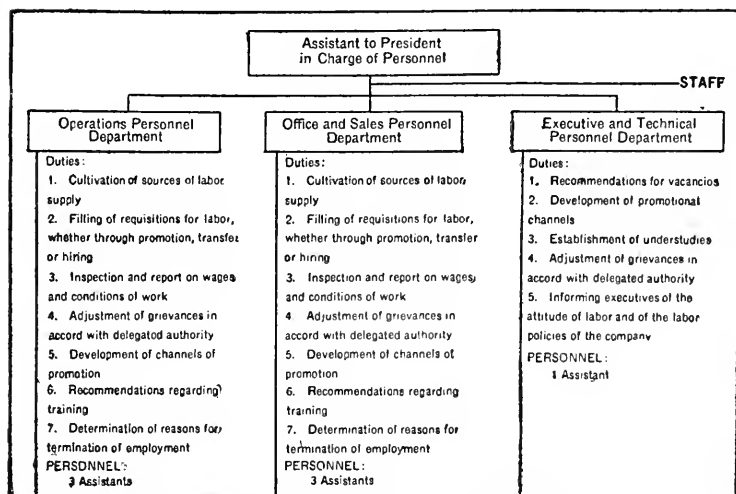 Assistant to President
in Charge of Personnel
STAFF
Operations Personnel
Department
Duties:
1. Cultivation of sources of labor
supply
2. Filling of requisitions for labor,
whether through promotion, transfer
or hiring
3. Inspection and report on wages
and conditions of work
4. Adjustment of grievances in
accord with delegated authority
5. Development of channels of
promotion
6. Recommendations regarding
training
7. Determination of reasons for
termination of employment
PERSONNEL:
3 Assistants
Office and Sales Personnel
Department
Duties:
1. Cultivation of sources of labor
supply
2. Filling of requisitions for labor,
whether through promotion, transfer
or hiring
3. Inspection and report on wages
and conditions of work
4 Adjustment of grievances in
accord with delegated authority
5. Development of channels of
promotion
6. Recommendations regarding
training
7. Determination of reasons for
termination of employment
PERSONNEL:
3 Assistants
Executive and Technical
Personnel Department
Duties:
1. Recommendations for vacancies
2. Development of promotional
channels
3. Establishment of understudies
4. Adjustment of grievances in
accord with delegated authority
5. Informing executives of the
attitude of labor and of the labor
policies of the company
PERSONNEL:
1 Assistant